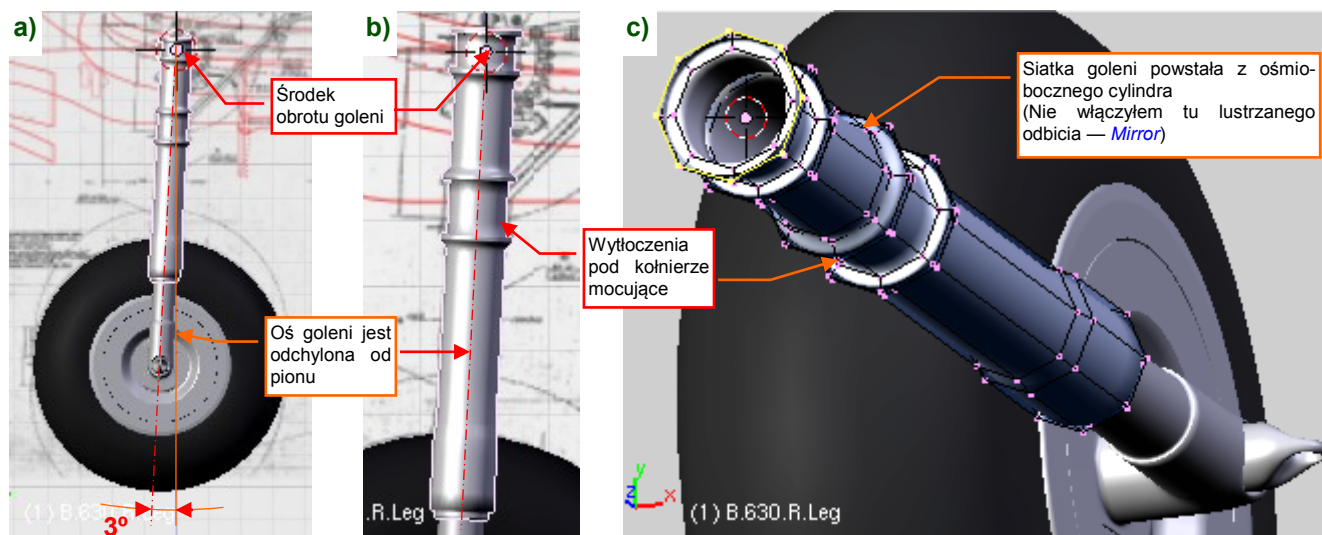 a)
b)
c)
Środek
obrotu goleni
Siatka goleni powstała z ośmio-
bocznego cylindra
(Nie włączyłem tu lustrzanego
odbicia — Mirror)
Wytłoczenia
pod kołnierze
mocujące
Oś goleni jest
odchylona od
pionu
3º
(1) B.630.R.Leg
.R.Leg
y
z
x
(1) B.630.R.Leg